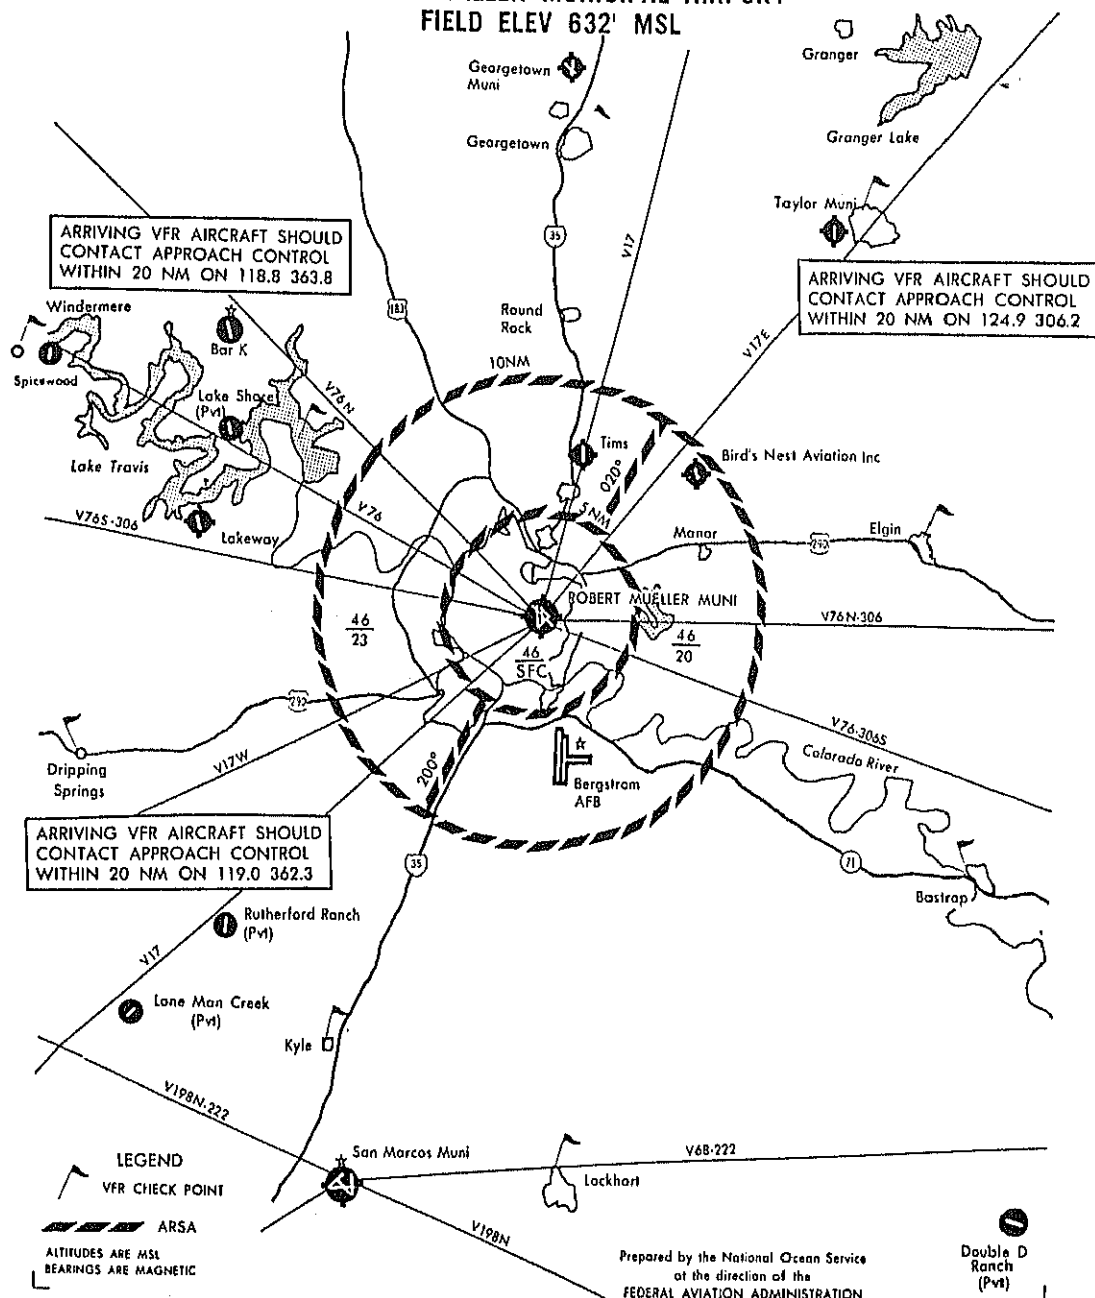 FIELD ELEV 632' MSL
Georgetown
Muni
Granger
Georgetown
Granger Lake
Taylor Muni
ARRIVING VFR AIRCRAFT SHOULD
CONTACT APPROACH CONTROL
WITHIN 20 NM ON 118.8 363.8
35
V17
ARRIVING VFR AIRCRAFT SHOULD
CONTACT APPROACH CONTROL
WITHIN 20 NM ON 124.9 306.2
Windermere
183
Round
Rock
Bar K
V17E
Spicewood
10NM
Lake Shore
(Pvt)
V76N
Tims
Bird's Nest Aviation Inc
Lake Travis
020°
V76
5NM
V76S-306
Lakeway
Manor
290
Elgin
ROBERT MUELLER MUNI
46
23
46
20
V76N-306
46
SFC
290
V76-306S
Dripping
Springs
V17W
200°
Bergstrom
AFB
Colorado River
ARRIVING VFR AIRCRAFT SHOULD
CONTACT APPROACH CONTROL
WITHIN 20 NM ON 119.0 362.3
35
71
Bastrop
Rutherford Ranch
(Pvt)
V17
Lone Man Creek
(Pvt)
Kyle
V198N-222
San Marcos Muni
V68-222
LEGEND
VFR CHECK POINT
Lockhart
ARSA
V198N
ALTITUDES ARE MSL
BEARINGS ARE MAGNETIC
Prepared by the National Ocean Service
at the direction of the
FEDERAL AVIATION ADMINISTRATION
Double D
Ranch
(Pvt)